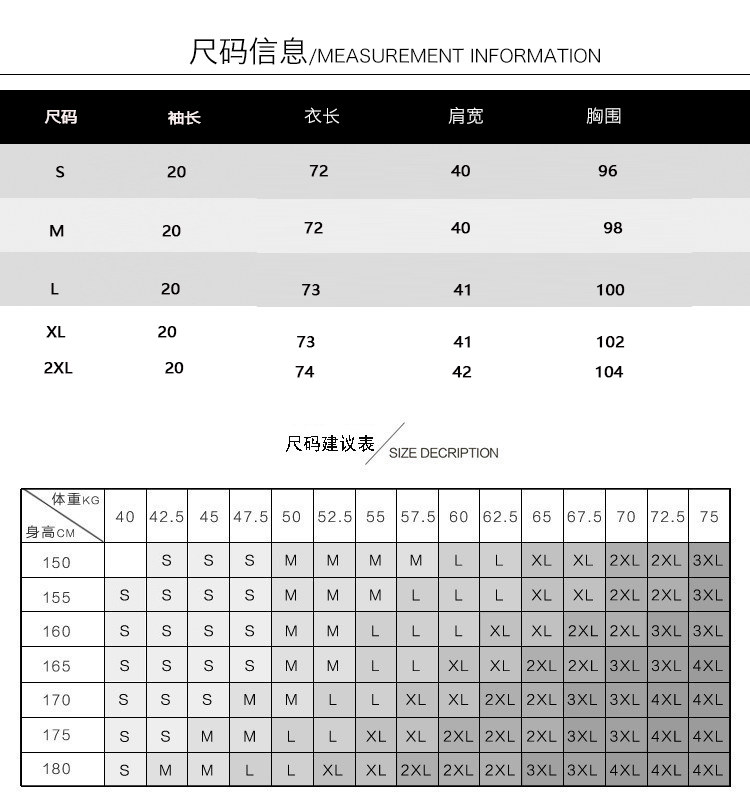 尺码信息/MEASUREMENT INFORMATION
尺码 袖长 衣长 肩宽 胸围
S 20 72 40 96
M 20 72 40 98
L 20 73 41 100
XL 20 73 41 102
2XL 20 74 42 104
尺码建议表 SIZE DECRIPTION
体重KG
身高CM 40 42.5 45 47.5 50 52.5 55 57.5 60 62.5 65 67.5 70 72.5 75
150 S S S M M M M L L XL XL 2XL 2XL 3XL
155 S S S S M M M L L L XL XL 2XL 2XL 3XL
160 S S S S M M L L L XL XL 2XL 2XL 3XL 3XL
165 S S S S M M L L XL XL 2XL 2XL 3XL 3XL 4XL
170 S S S M M L L XL XL 2XL 2XL 3XL 3XL 4XL 4XL
175 S S M M L L XL XL 2XL 2XL 2XL 3XL 3XL 4XL 4XL
180 S M M L L XL XL 2XL 2XL 2XL 3XL 3XL 4XL 4XL 4XL